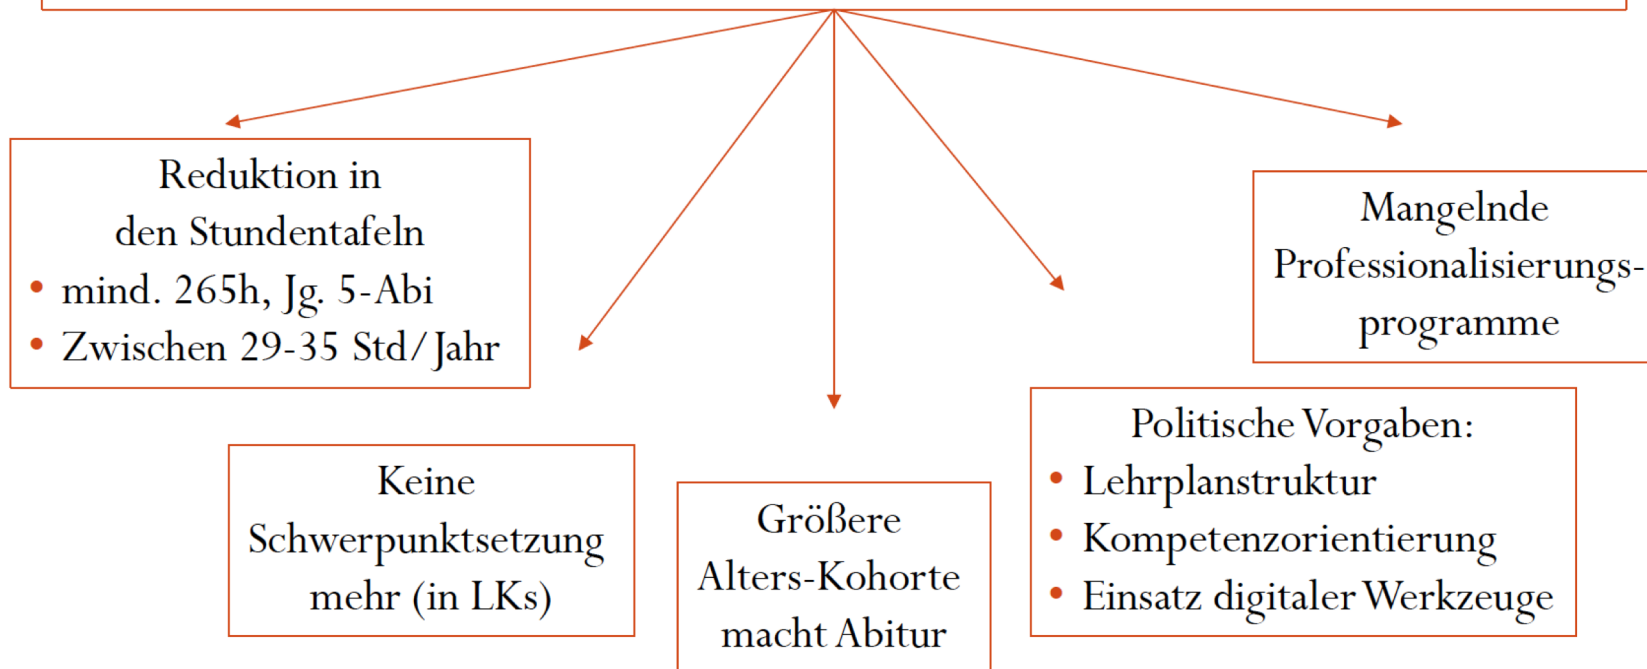 Reduktion in
den Stundentafeln
• mind. 265h, Jg. 5-Abi
• Zwischen 29-35 Std/Jahr
Keine
Schwerpunktsetzung
mehr (in LKs)
Größere
Alters-Kohorte
macht Abitur
Politische Vorgaben:
• Lehrplanstruktur
• Kompetenzorientierung
• Einsatz digitaler Werkzeuge
Mangelnde
Professionalisierungs-
programme